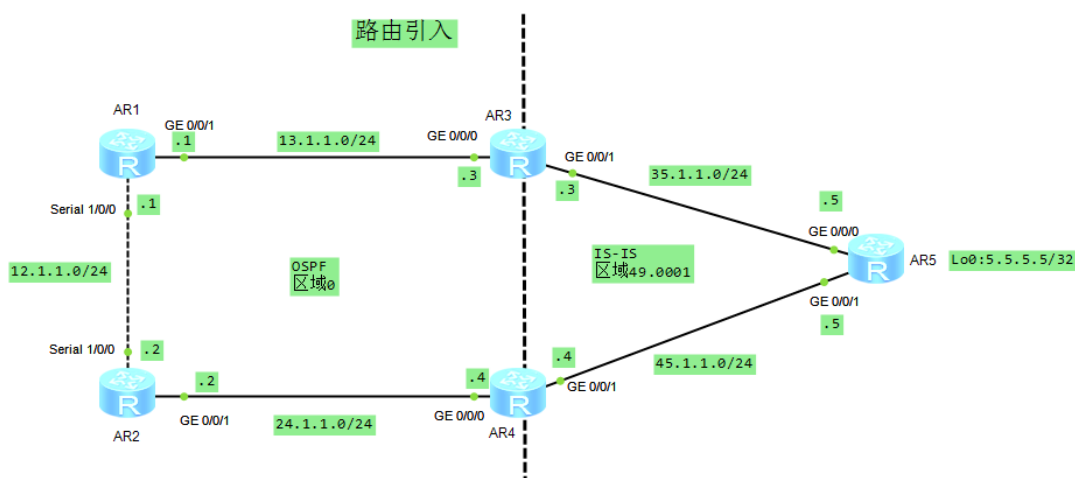 路由引入
AR1
GE 0/0/1
.1
13.1.1.0/24
GE 0/0/0
.3
AR3
R
R
GE 0/0/1
.3
35.1.1.0/24
.5
GE 0/0/0
Serial 1/0/0
.1
12.1.1.0/24
OSPF
区域0
IS-IS
区域49.0001
R
AR5
Lo0:5.5.5.5/32
GE 0/0/1
.5
Serial 1/0/0
.2
R
AR2
.2
GE 0/0/1
24.1.1.0/24
.4
GE 0/0/0
R
AR4
.4
GE 0/0/1
45.1.1.0/24